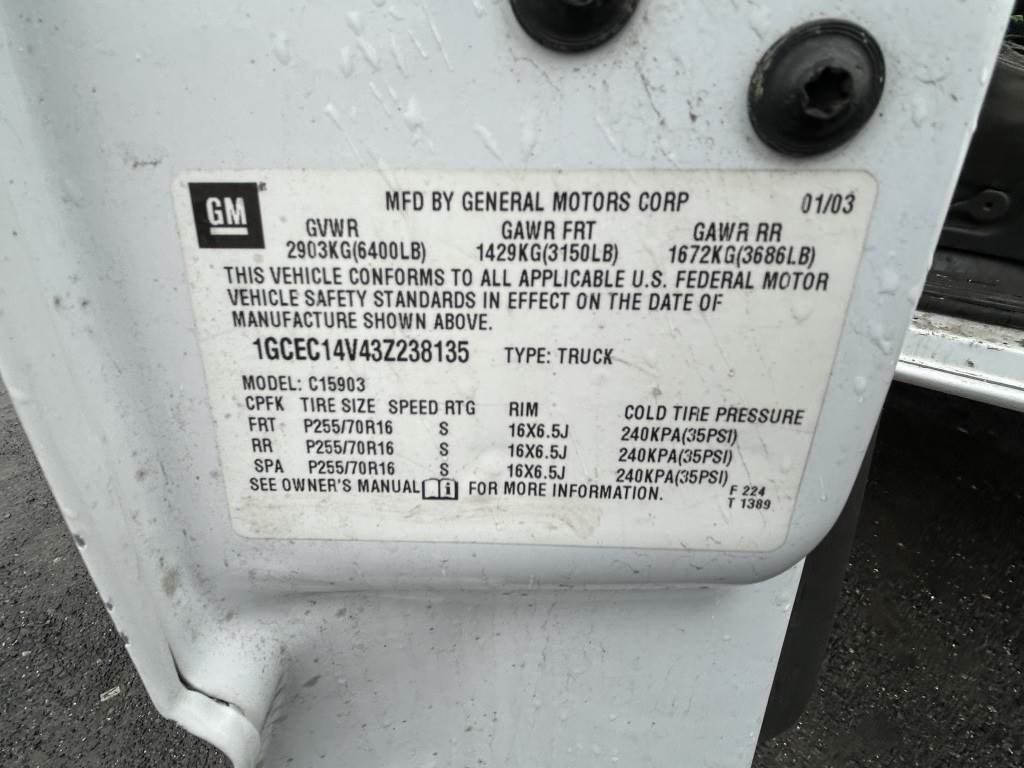 GM
MFD BY GENERAL MOTORS CORP 01/03
GVWR GAWR FRT GAWR RR
2903KG(6400LB) 1429KG(3150LB) 1672KG(3686LB)
THIS VEHICLE CONFORMS TO ALL APPLICABLE U.S. FEDERAL MOTOR
VEHICLE SAFETY STANDARDS IN EFFECT ON THE DATE OF
MANUFACTURE SHOWN ABOVE.
1GCEC14V43Z238135 TYPE: TRUCK
MODEL: C15903
CPFK TIRE SIZE SPEED RTG RIM COLD TIRE PRESSURE
FRT P255/70R16 S 16X6.5J 240KPA(35PSI)
RR P255/70R16 S 16X6.5J 240KPA(35PSI)
SPA P255/70R16 S 16X6.5J 240KPA(35PSI)
SEE OWNER'S MANUAL i FOR MORE INFORMATION.
F 224
T 1389